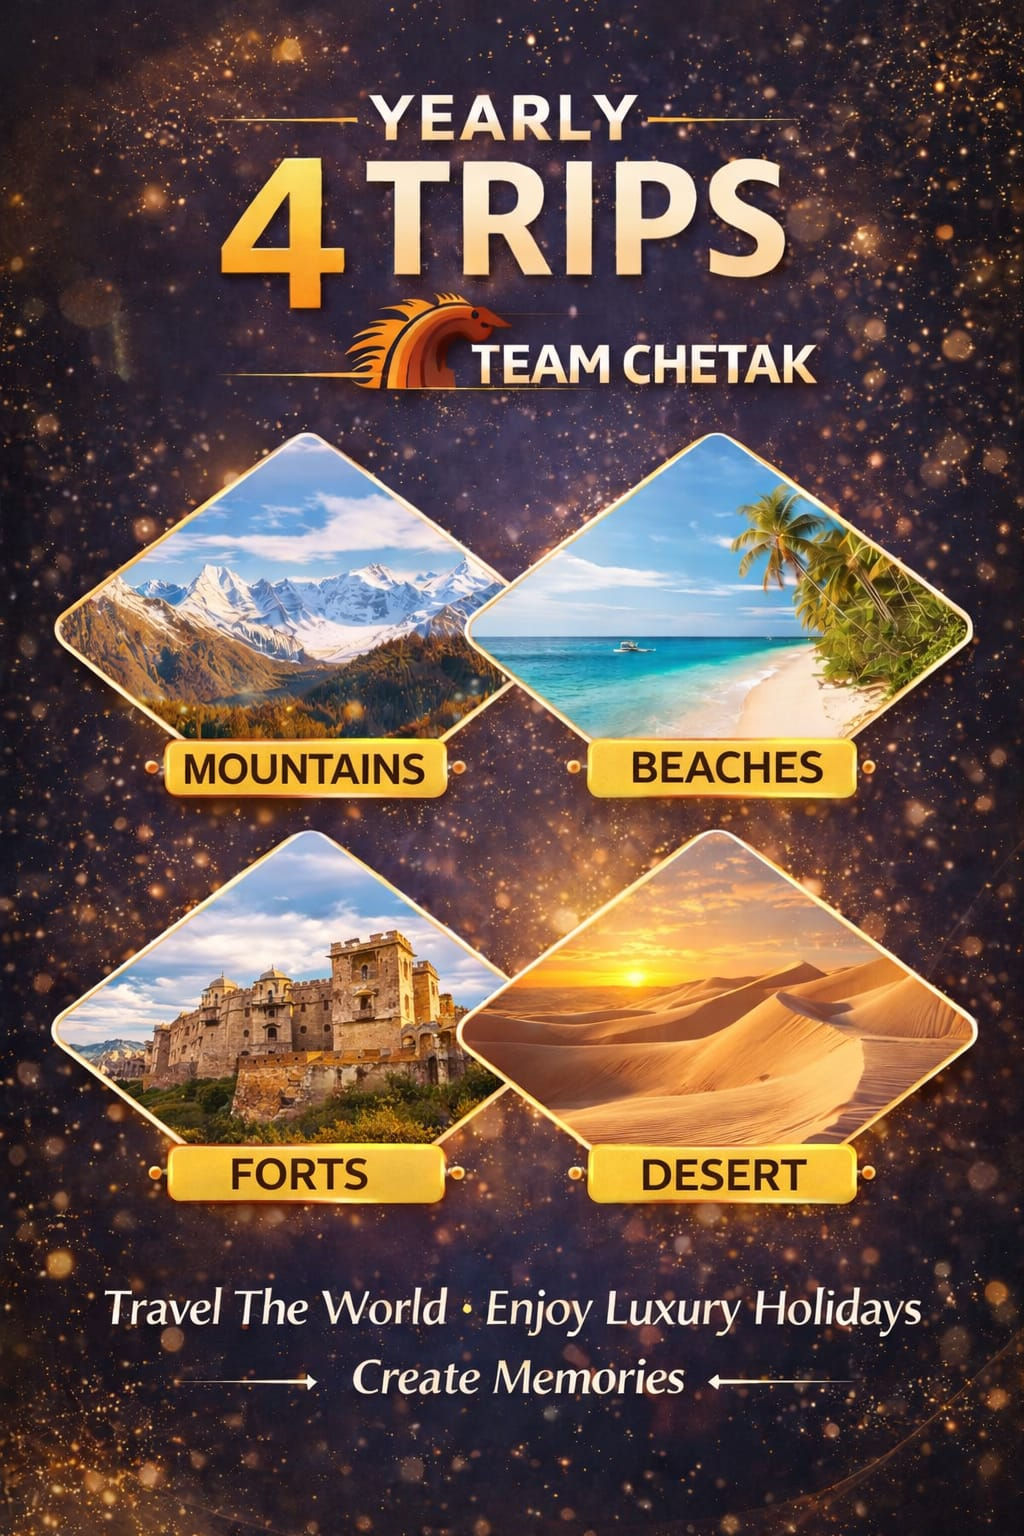 YEARLY
4 TRIPS
TEAM CHETAK
MOUNTAINS
BEACHES
FORTS
DESERT
Travel The World • Enjoy Luxury Holidays
Create Memories